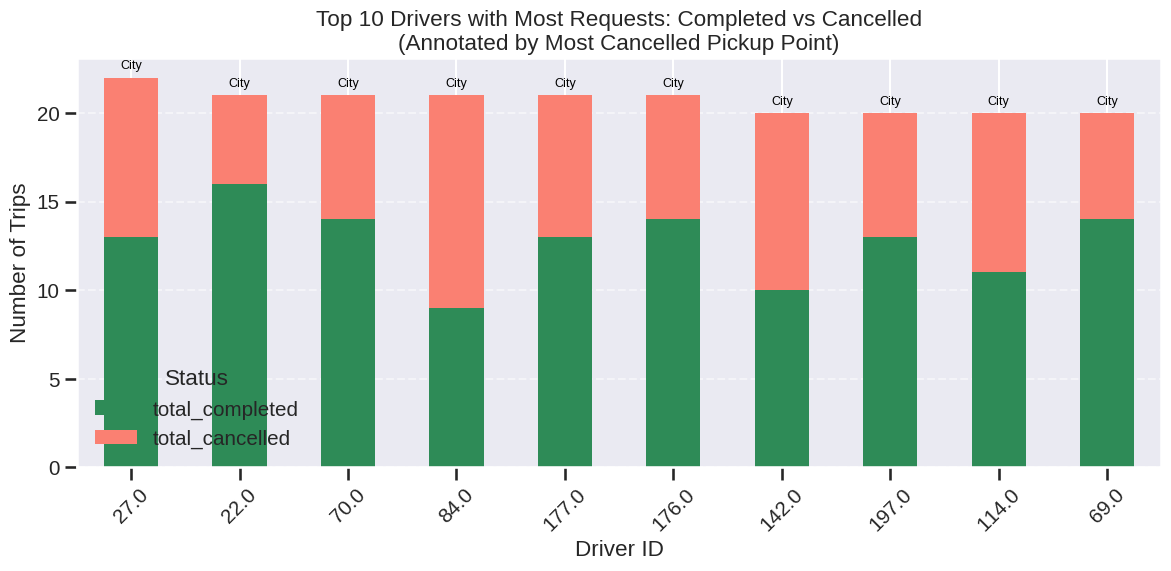 Top 10 Drivers with Most Requests: Completed vs Cancelled
(Annotated by Most Cancelled Pickup Point)
City City City City City City City City City City
Number of Trips
20
15
10
5
0
Status
total_completed
total_cancelled
27.0 22.0 70.0 84.0 177.0 176.0 142.0 197.0 114.0 69.0
Driver ID